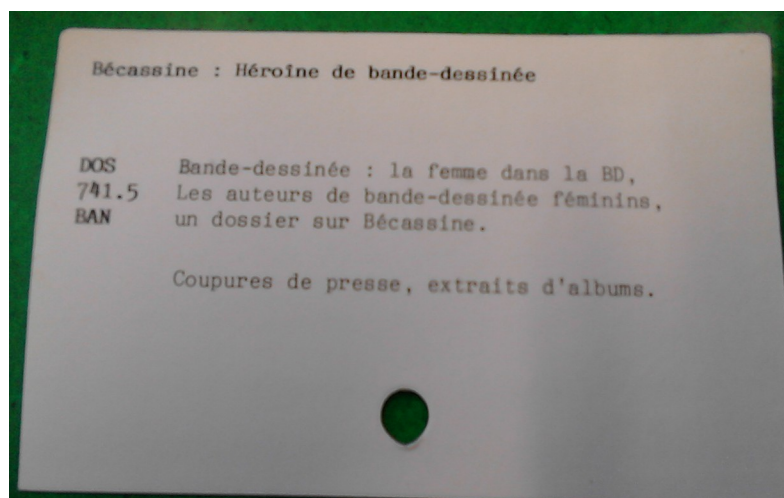 Bécassine : Héroîne de bande-dessinée
DOS Bande-dessinée : la femme dans la BD,
741.5 Les auteurs de bande-dessinée féminins,
BAN un dossier sur Bécassine.
Coupures de presse, extraits d'albums.